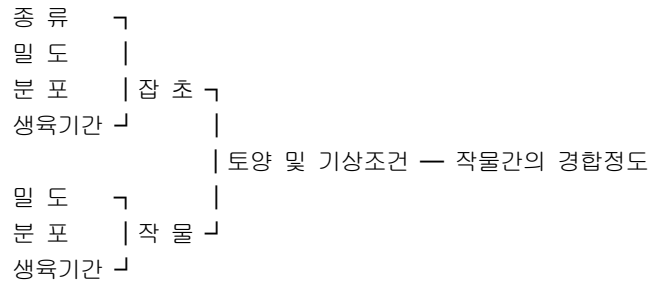 종 류 ┓
밀 도 ┃
분 포 ┃잡 초 ┓
생육기간 ┛ ┃
┃토양 및 기상조건 ━ 작물간의 경합정도
밀 도 ┓ ┃
분 포 ┃작 물 ┛
생육기간 ┛